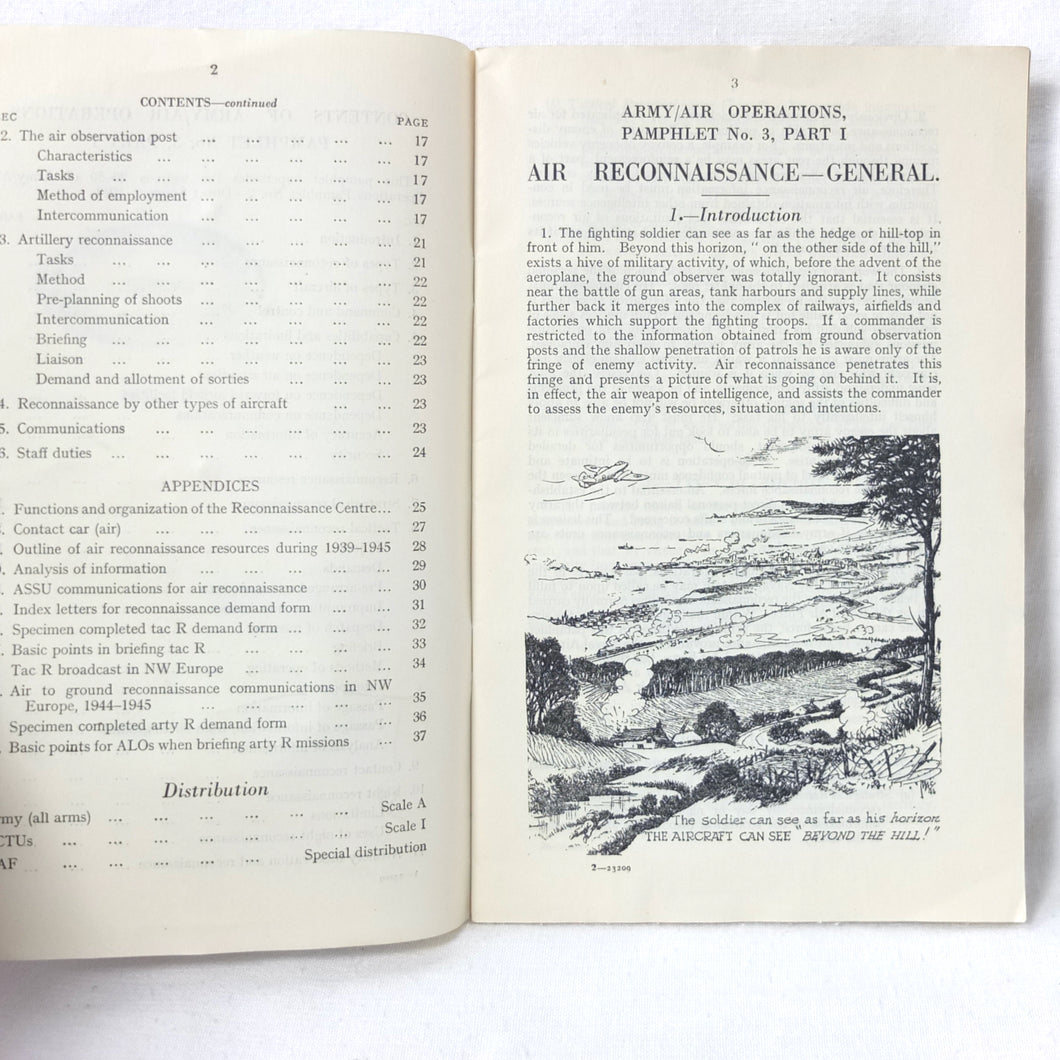 2
CONTENTS—continued
EC PAGE
2. The air observation post ... ... ... ... ... 17
Characteristics ... ... ... ... ... ... 17
Tasks ... ... ... ... ... ... 17
Method of employment ... ... ... ... ... 17
Intercommunication ... ... ... ... ... 17
3. Artillery reconnaissance ... ... ... ... ... 21
Tasks ... ... ... ... ... ... ... 21
Method ... ... ... ... ... ... ... 22
Pre-planning of shoots ... ... ... ... ... 22
Intercommunication ... ... ... ... ... 22
Briefing ... ... ... ... ... ... ... 22
Liaison ... ... ... ... ... ... ... 23
Demand and allotment of sorties ... ... ... 23
4. Reconnaissance by other types of aircraft ... ... 23
5. Communications ... ... ... ... ... ... 23
6. Staff duties ... ... ... ... ... ... ... 24
APPENDICES
Functions and organization of the Reconnaissance Centre... 25
Contact car (air) ... ... ... ... ... ... 27
Outline of air reconnaissance resources during 1939–1945 28
Analysis of information ... ... ... ... ... 29
ASSU communications for air reconnaissance ... ... 30
Index letters for reconnaissance demand form ... ... 31
Specimen completed tac R demand form ... ... ... 32
Basic points in briefing tac R ... ... ... ... 33
Tac R broadcast in NW Europe ... ... ... ... 34
Air to ground reconnaissance communications in NW
Europe, 1944–1945 ... ... ... ... ... 35
Specimen completed arty R demand form ... ... ... 36
Basic points for ALOs when briefing arty R missions ... 37
Distribution
my (all arms) ... ... ... ... ... ... Scale A
CTUs ... ... ... ... ... ... ... Scale I
AF ... ... ... ... ... ... Special distribution
3
ARMY/AIR OPERATIONS,
PAMPHLET No. 3, PART I
AIR RECONNAISSANCE—GENERAL.
1.—Introduction
1. The fighting soldier can see as far as the hedge or hill-top in
front of him. Beyond this horizon, “ on the other side of the hill,”
exists a hive of military activity, of which, before the advent of the
aeroplane, the ground observer was totally ignorant. It consists
near the battle of gun areas, tank harbours and supply lines, while
further back it merges into the complex of railways, airfields and
factories which support the fighting troops. If a commander is
restricted to the information obtained from ground observation
posts and the shallow penetration of patrols he is aware only of the
fringe of enemy activity. Air reconnaissance penetrates this
fringe and presents a picture of what is going on behind it. It is,
in effect, the air weapon of intelligence, and assists the commander
to assess the enemy's resources, situation and intentions.
The soldier can see as far as his horizon
THE AIRCRAFT CAN SEE "BEYOND THE HILL!"
2—23209